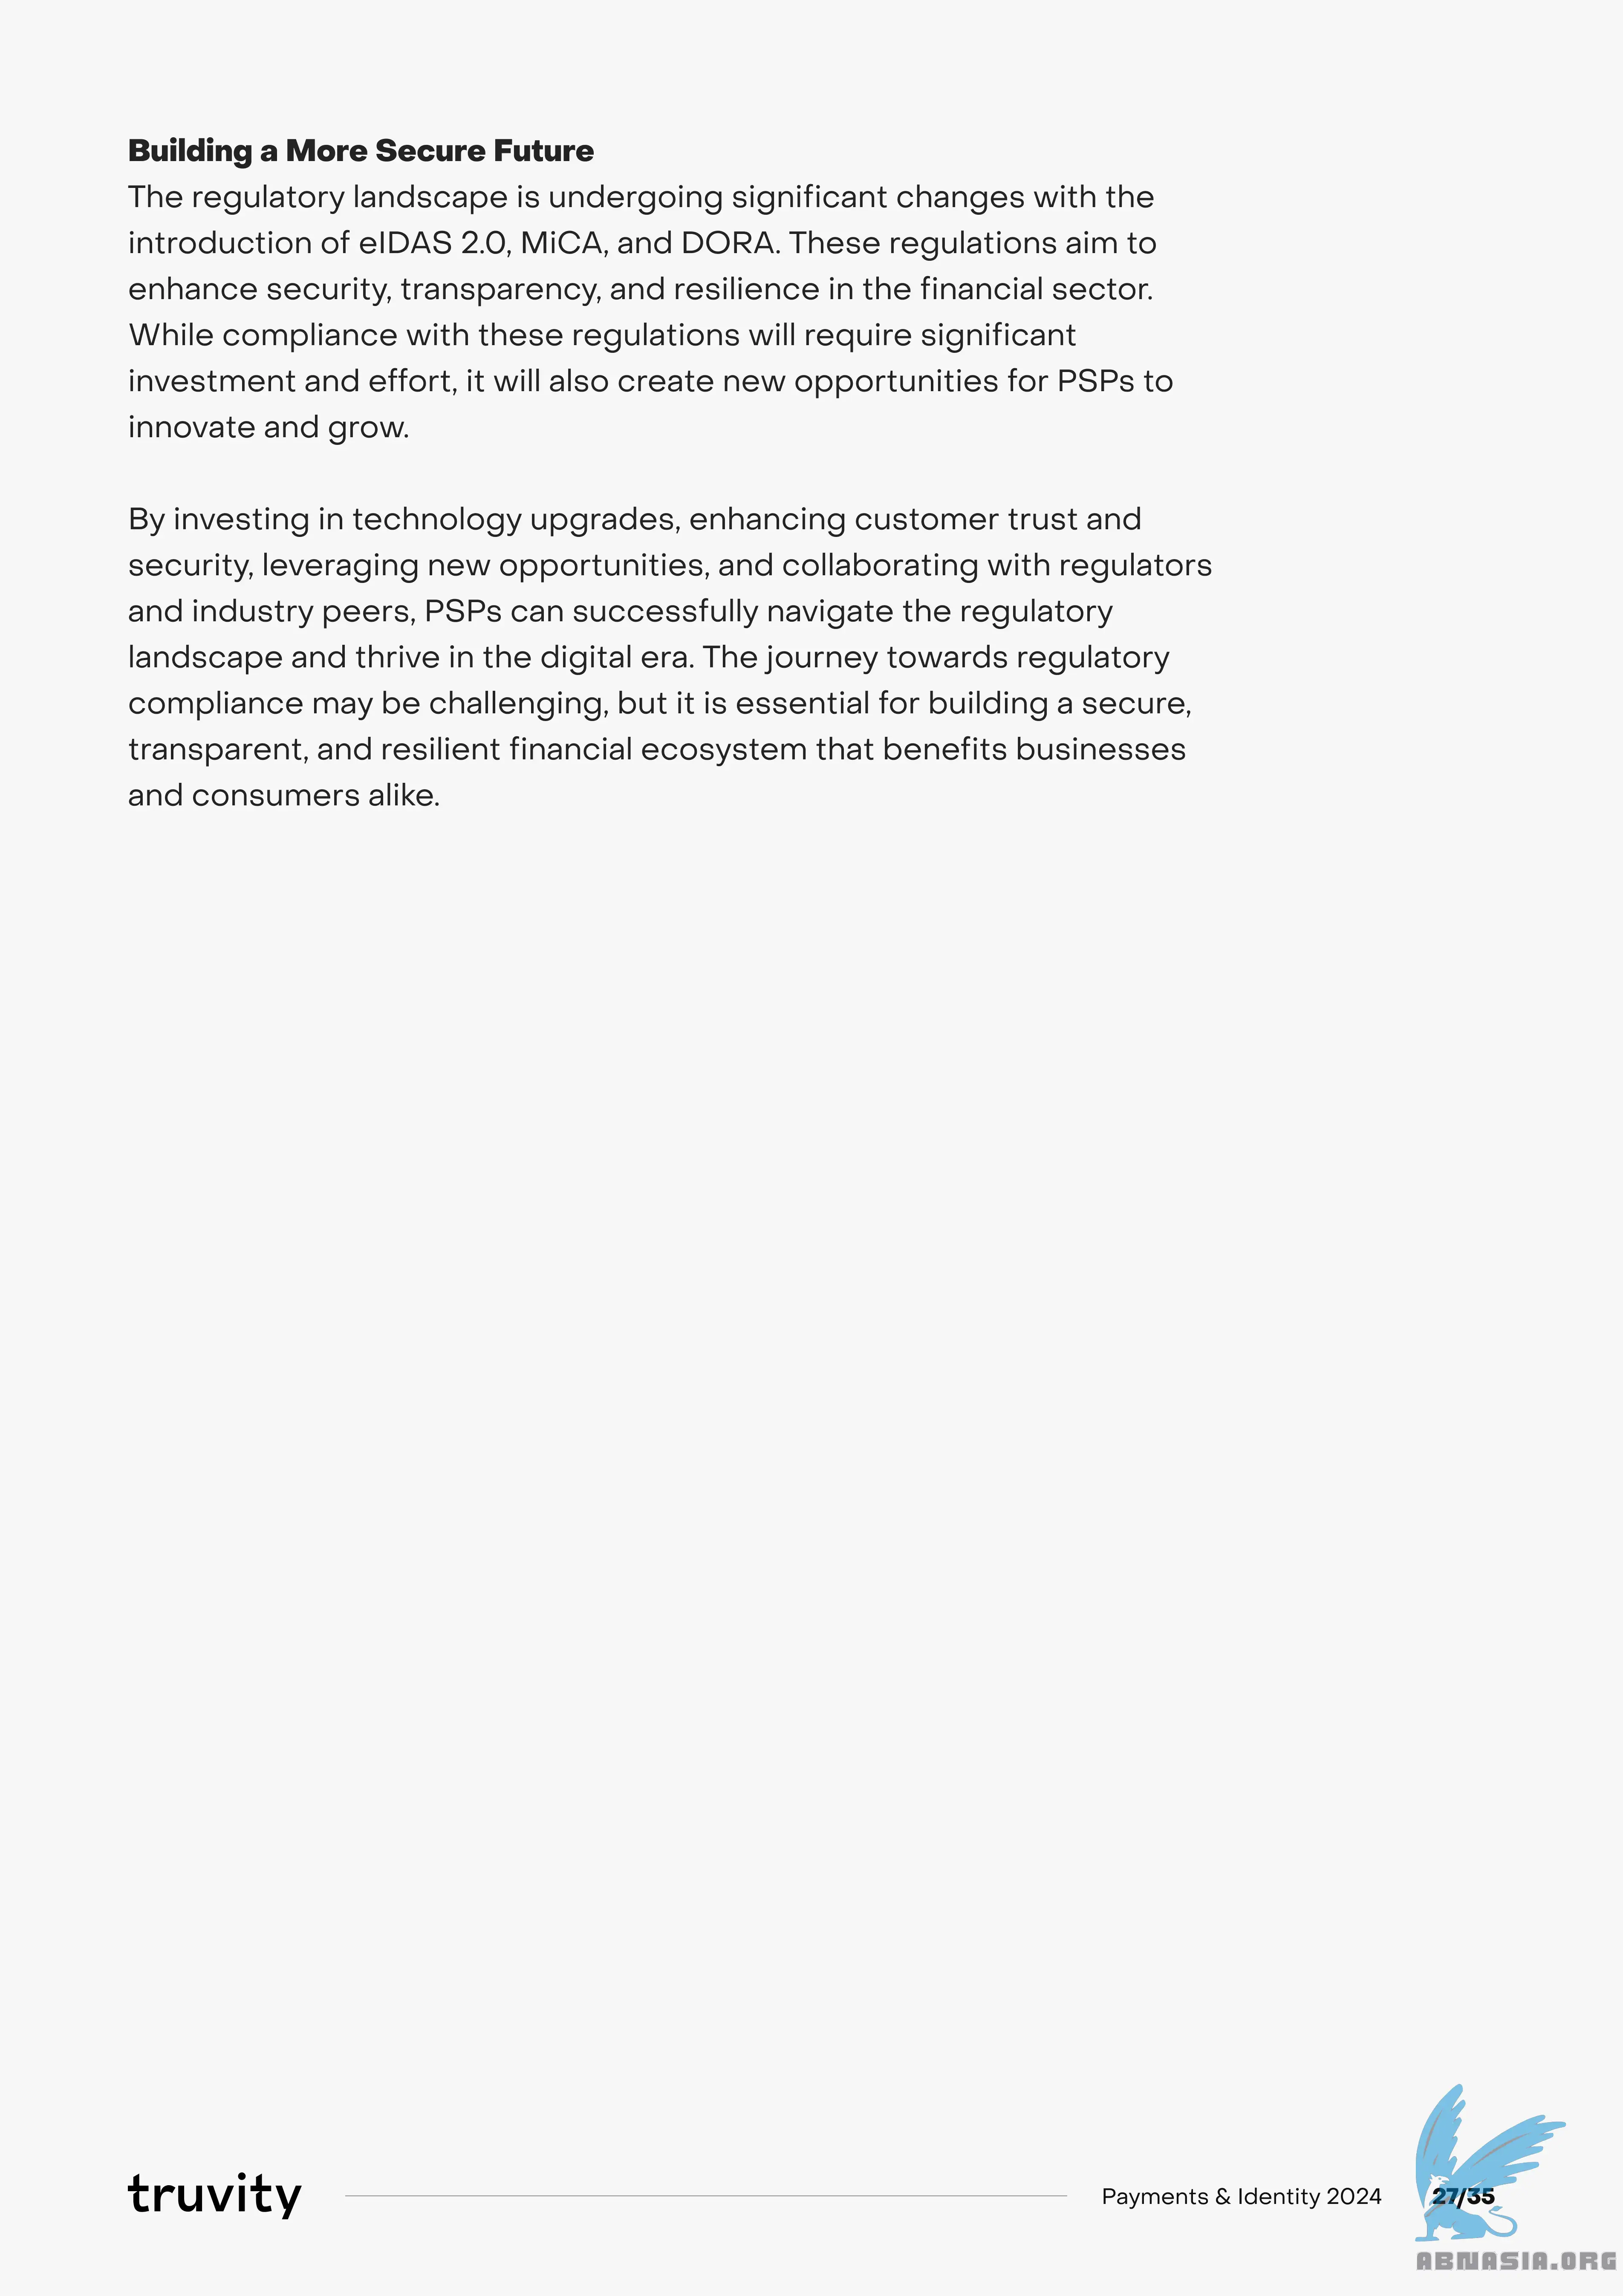 Building a More Secure Future
The regulatory landscape is undergoing significant changes with the
introduction of eIDAS 2.0, MiCA, and DORA. These regulations aim to
enhance security, transparency, and resilience in the financial sector.
While compliance with these regulations will require significant
investment and effort, it will also create new opportunities for PSPs to
innovate and grow.
By investing in technology upgrades, enhancing customer trust and
security, leveraging new opportunities, and collaborating with regulators
and industry peers, PSPs can successfully navigate the regulatory
landscape and thrive in the digital era. The journey towards regulatory
compliance may be challenging, but it is essential for building a secure,
transparent, and resilient financial ecosystem that benefits businesses
and consumers alike.
truvity
Payments & Identity 2024
27/35
ABNASIA.ORG